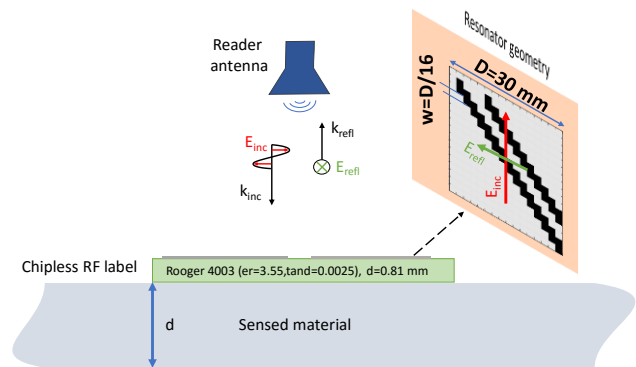 Reader
antenna
Resonator geometry
D=30 mm
w=D/16
E_refl
E_inc
k_refl
E_inc
E_refl
k_inc
Chipless RF label
Rooger 4003 (er=3.55,tand=0.0025), d=0.81 mm
d
Sensed material